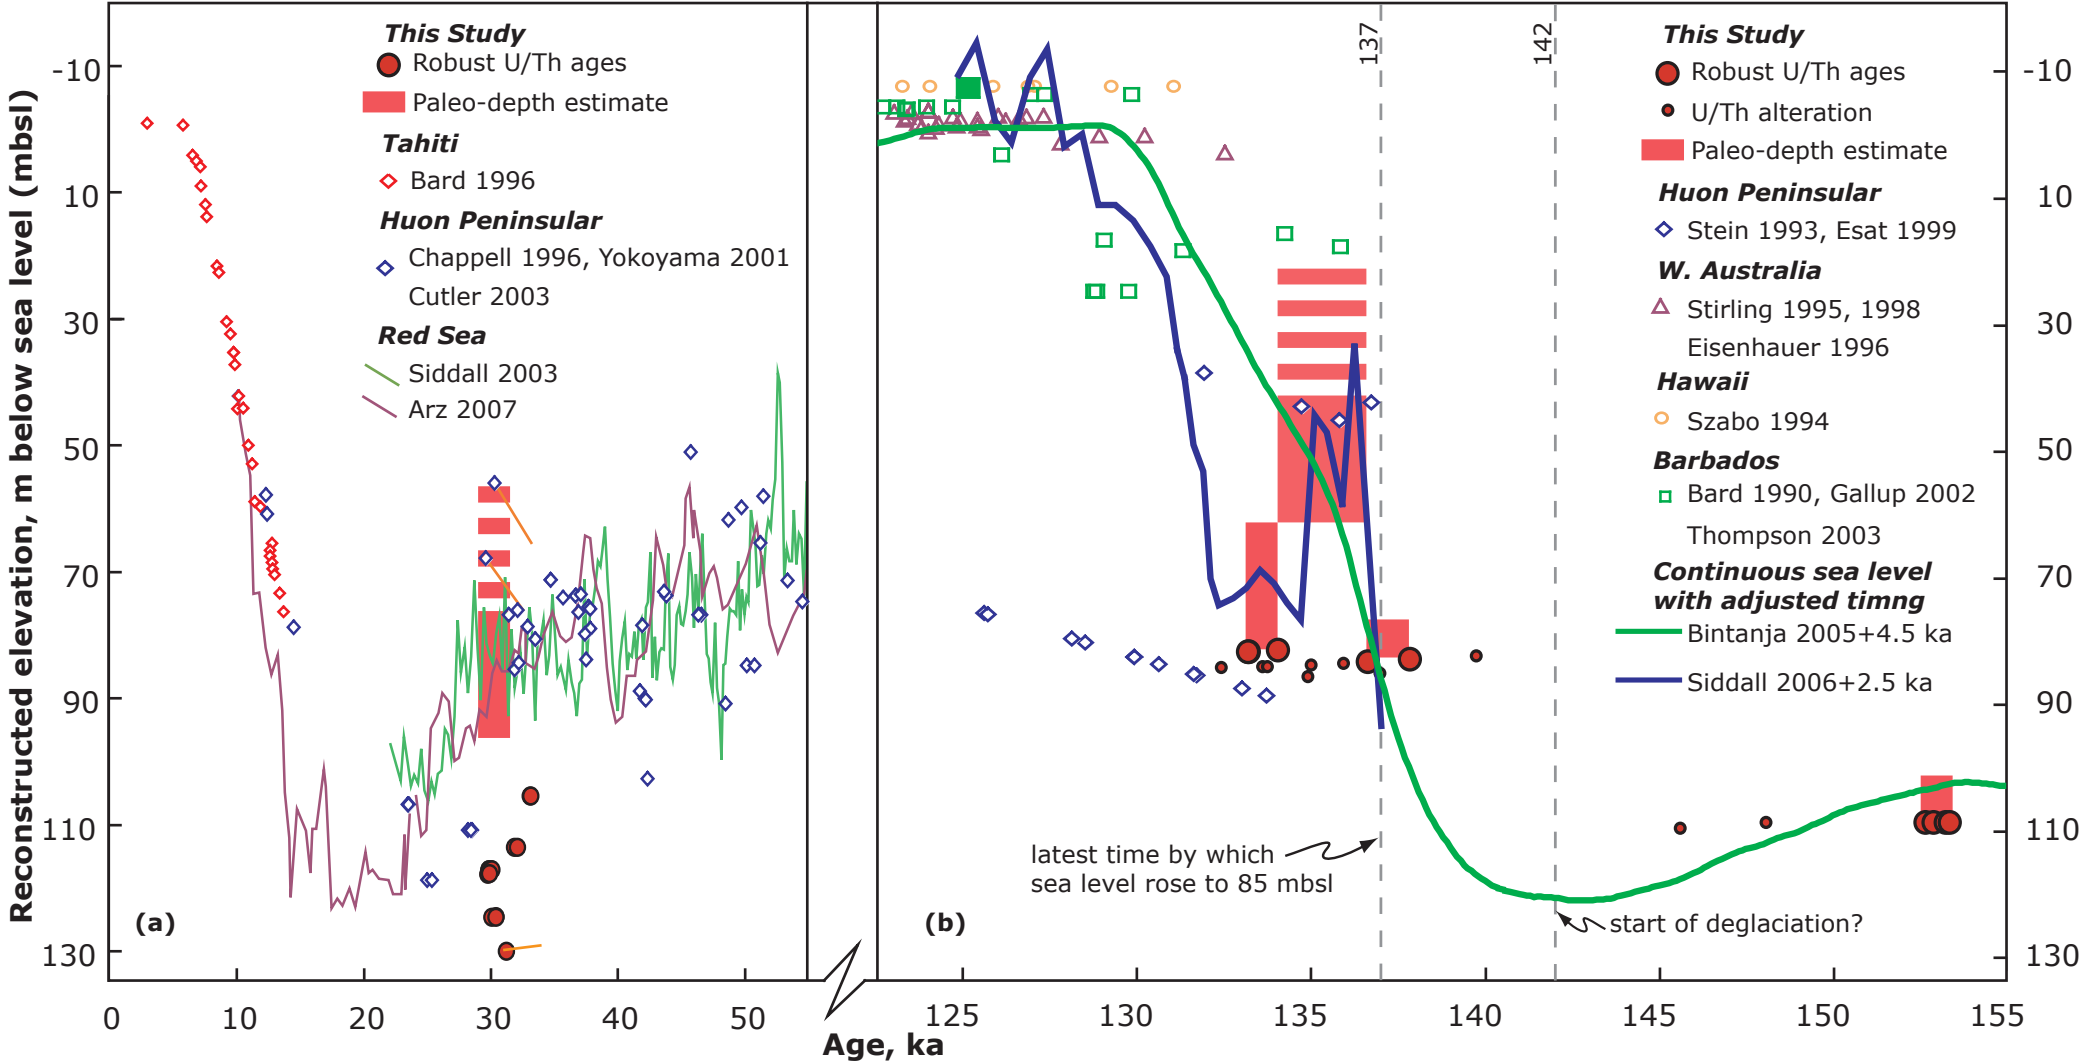 Reconstructed elevation, m below sea level (mbsl)
-10
10
30
50
70
90
110
130
This Study
Robust U/Th ages
Paleo-depth estimate
Tahiti
Bard 1996
Huon Peninsular
Chappell 1996, Yokoyama 2001
Cutler 2003
Red Sea
Siddall 2003
Arz 2007
(a)
0
10
20
30
40
50
137
142
This Study
Robust U/Th ages
U/Th alteration
Paleo-depth estimate
Huon Peninsular
Stein 1993, Esat 1999
W. Australia
Stirling 1995, 1998
Eisenhauer 1996
Hawaii
Szabo 1994
Barbados
Bard 1990, Gallup 2002
Thompson 2003
Continuous sea level
with adjusted timng
Bintanja 2005+4.5 ka
Siddall 2006+2.5 ka
latest time by which
sea level rose to 85 mbsl
start of deglaciation?
(b)
-10
10
30
50
70
90
110
130
125
130
135
140
145
150
155
Age, ka